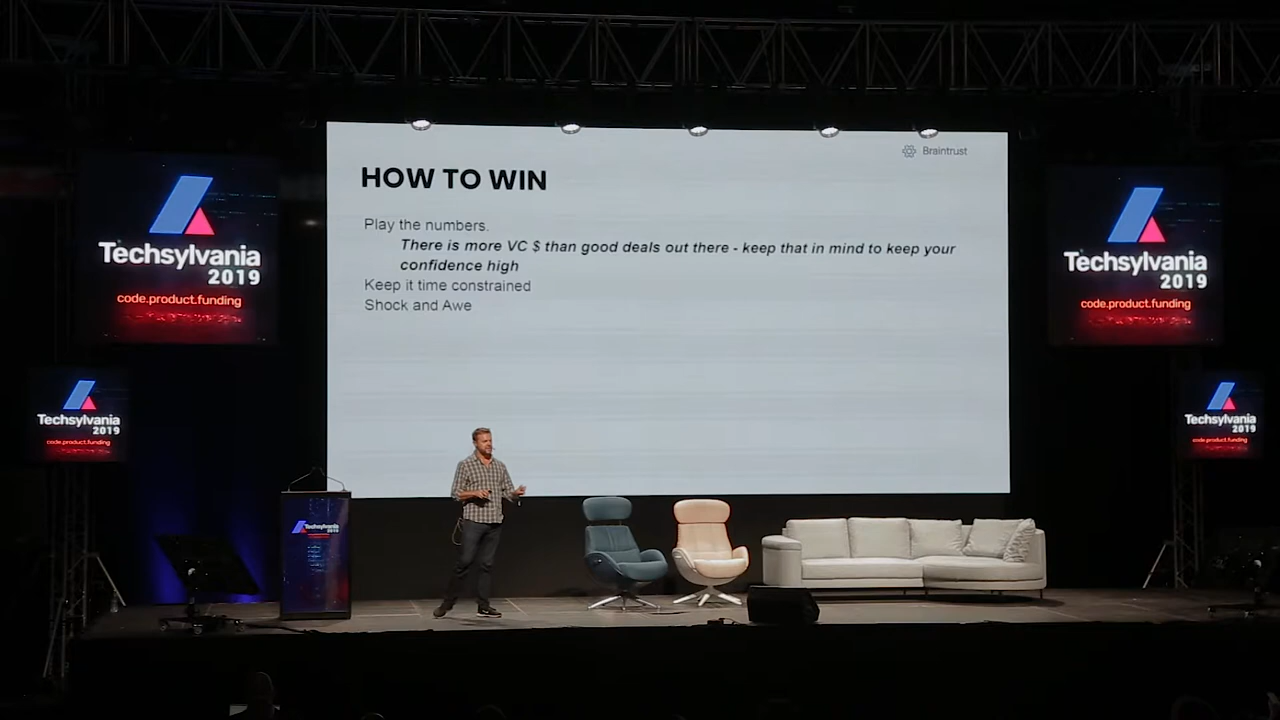 Braintrust
HOW TO WIN
Play the numbers.
There is more VC $ than good deals out there - keep that in mind to keep your
confidence high
Keep it time constrained
Shock and Awe
Techsylvania
2019
code.product.funding
Techsylvania
2019
code.product.funding
Techsylvania
2019
code.product.funding
Techsylvania
2019
code.product.funding
Techsylvania
2019